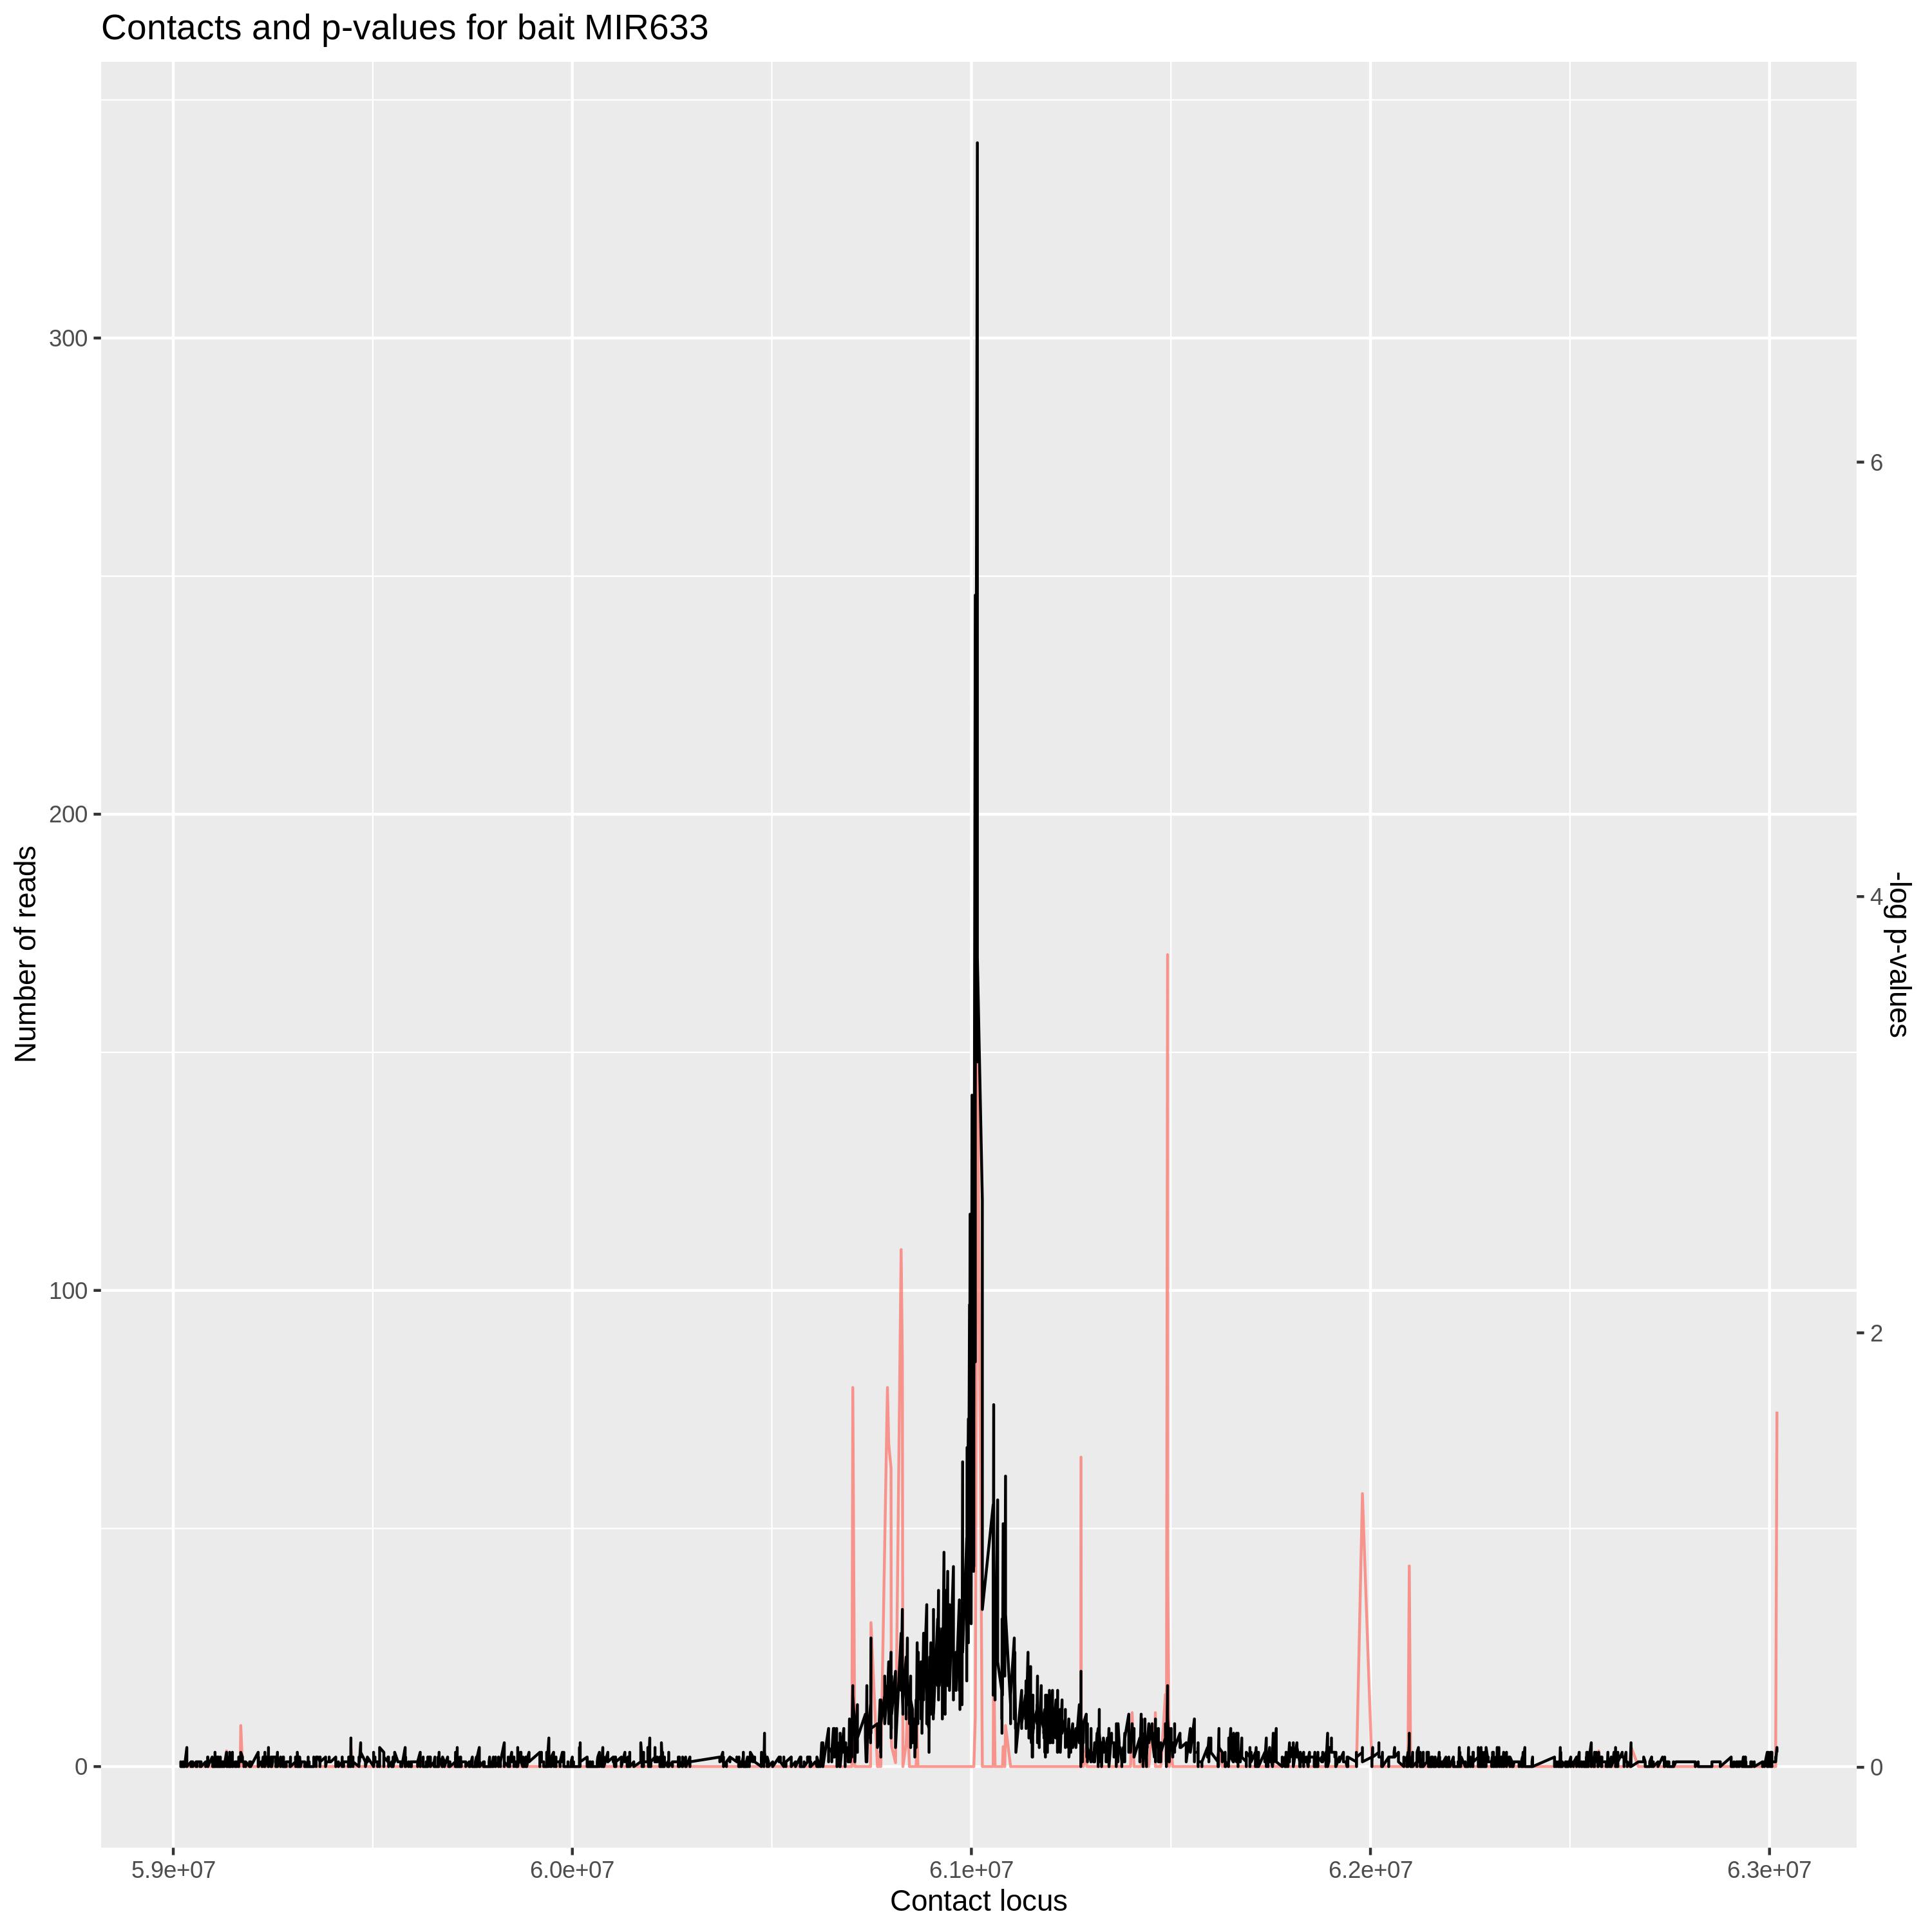 Contacts and p-values for bait MIR633
300
200
100
0
Number of reads
6
4
2
0
-log p-values
5.9e+07
6.0e+07
6.1e+07
6.2e+07
6.3e+07
Contact locus